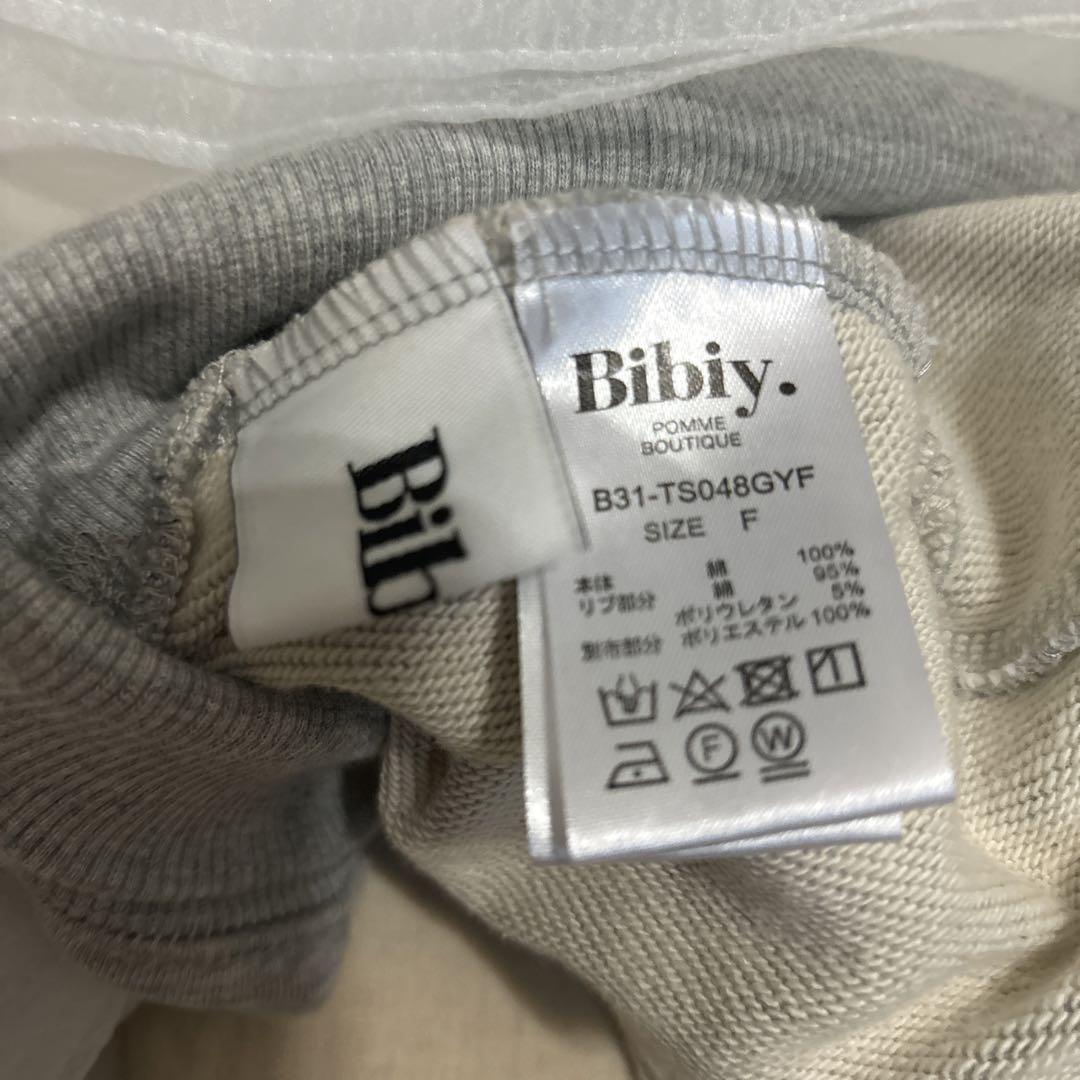 Bib
Bibiy.
POMME
BOUTIQUE
B31-TS048GYF
SIZE F
本体 綿 100%
リブ部分 綿 95%
ポリウレタン 5%
別布部分 ポリエステル 100%
F W